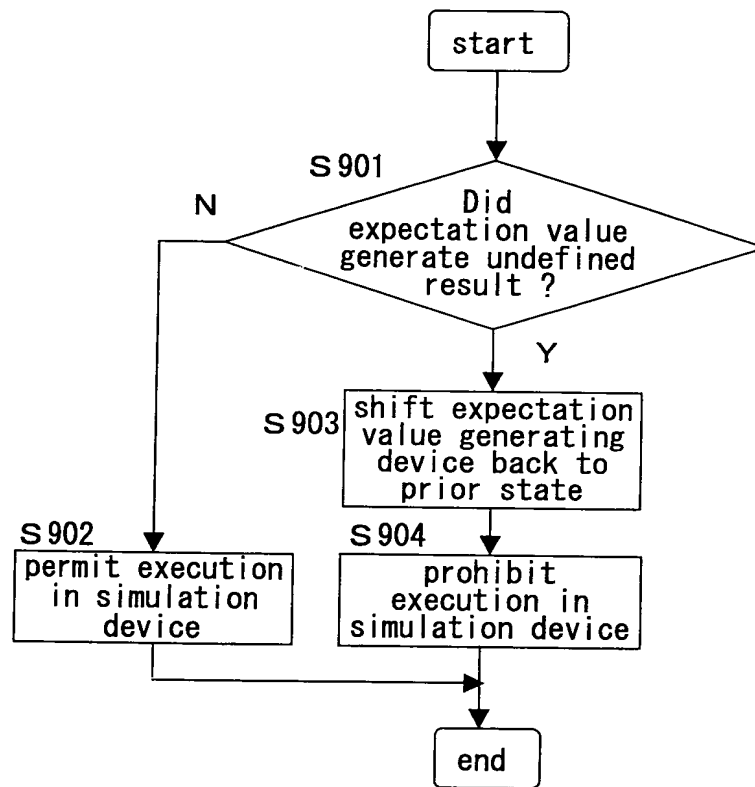 start
S901
Did
expectation value
generate undefined
result ?
N
Y
S903
shift expectation
value generating
device back to
prior state
S902
permit execution
in simulation
device
S904
prohibit
execution in
simulation device
end